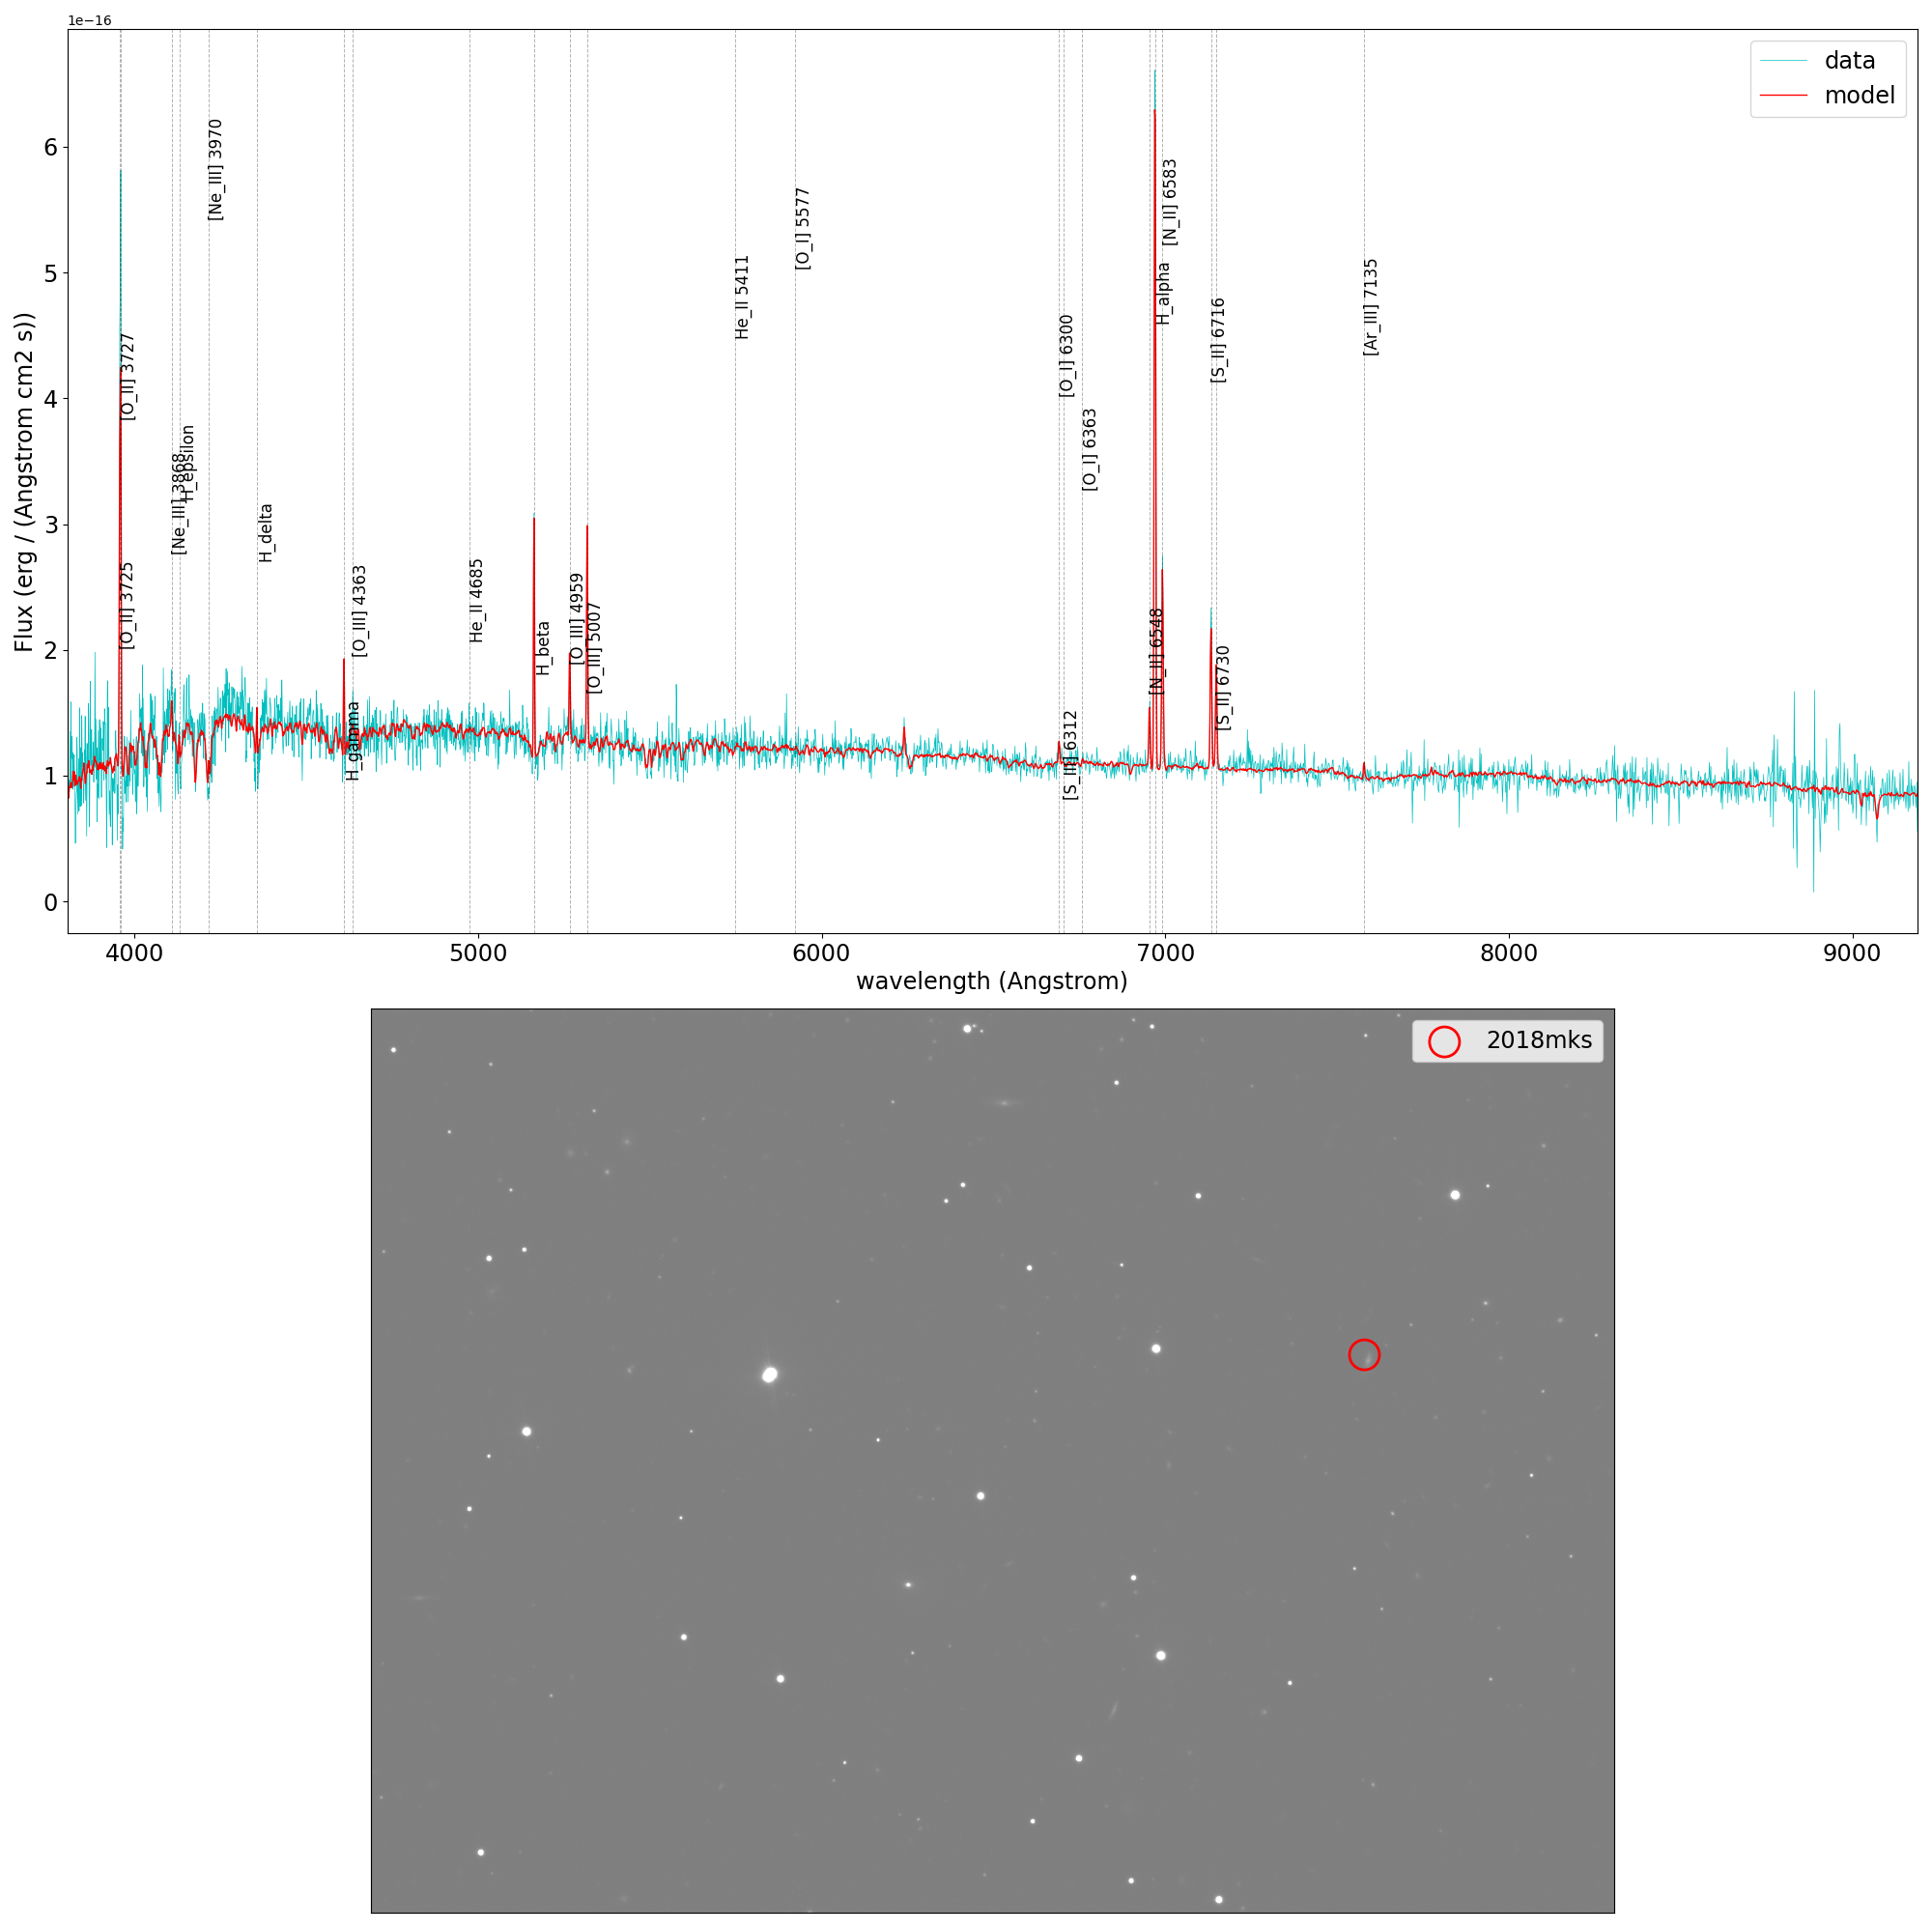 1e−16
data
model
[Ne_III] 3970
[N_II] 6583
[O_I] 5577
He_II 5411
H_alpha
[Ar_III] 7135
[S_II] 6716
[O_I] 6300
[O_II] 3727
[O_I] 6363
H_epsilon
[Ne_III] 3868
H_delta
[O_II] 3725
[O_III] 4363
He_II 4685
[O_III] 4959
[O_III] 5007
H_beta
[N_II] 6548
[S_II] 6730
H_gamma
[S_III] 6312
6
5
4
3
2
1
0
Flux (erg / (Angstrom cm2 s))
4000 5000 6000 7000 8000 9000
wavelength (Angstrom)
2018mks